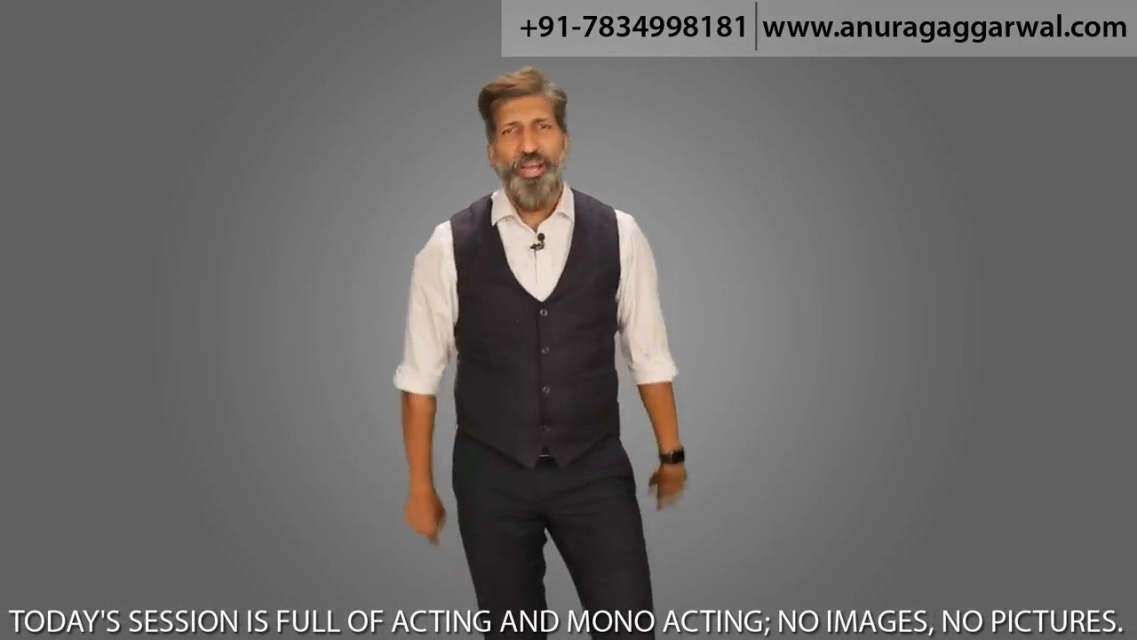 +91-7834998181 | www.anuragaggarwal.com
TODAY'S SESSION IS FULL OF ACTING AND MONO ACTING; NO IMAGES, NO PICTURES.